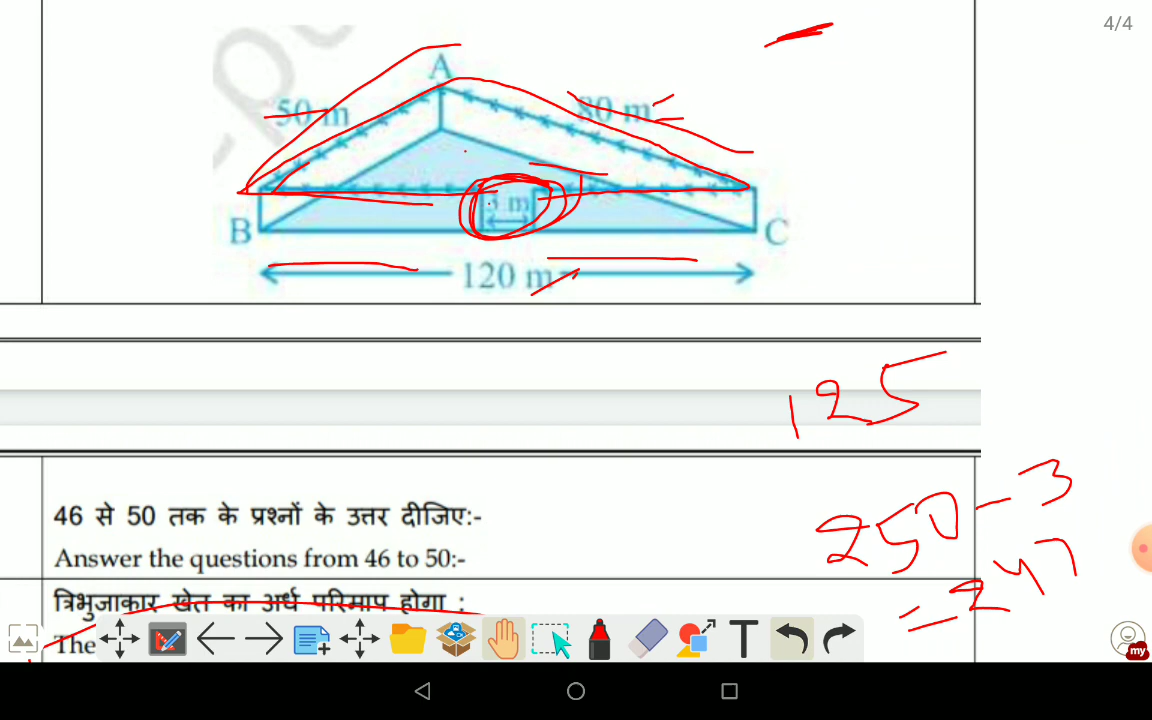 4/4
A
50 m
80 m =
3 m
B
C
120 m
125
46 से 50 तक के प्रश्नों के उत्तर दीजिए:-
250 - 3
Answer the questions from 46 to 50:-
= 247
त्रिभुजाकार खेत का अर्ध परिमाप होगा :
The
T
my